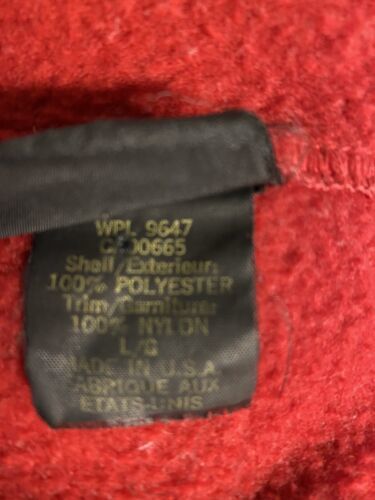 WPL 9647
CA00665
Shell/Exterieur:
100% POLYESTER
Trim/Garniture:
100% NYLON
L/G
MADE IN U.S.A.
FABRIQUE AUX
ETATS-UNIS